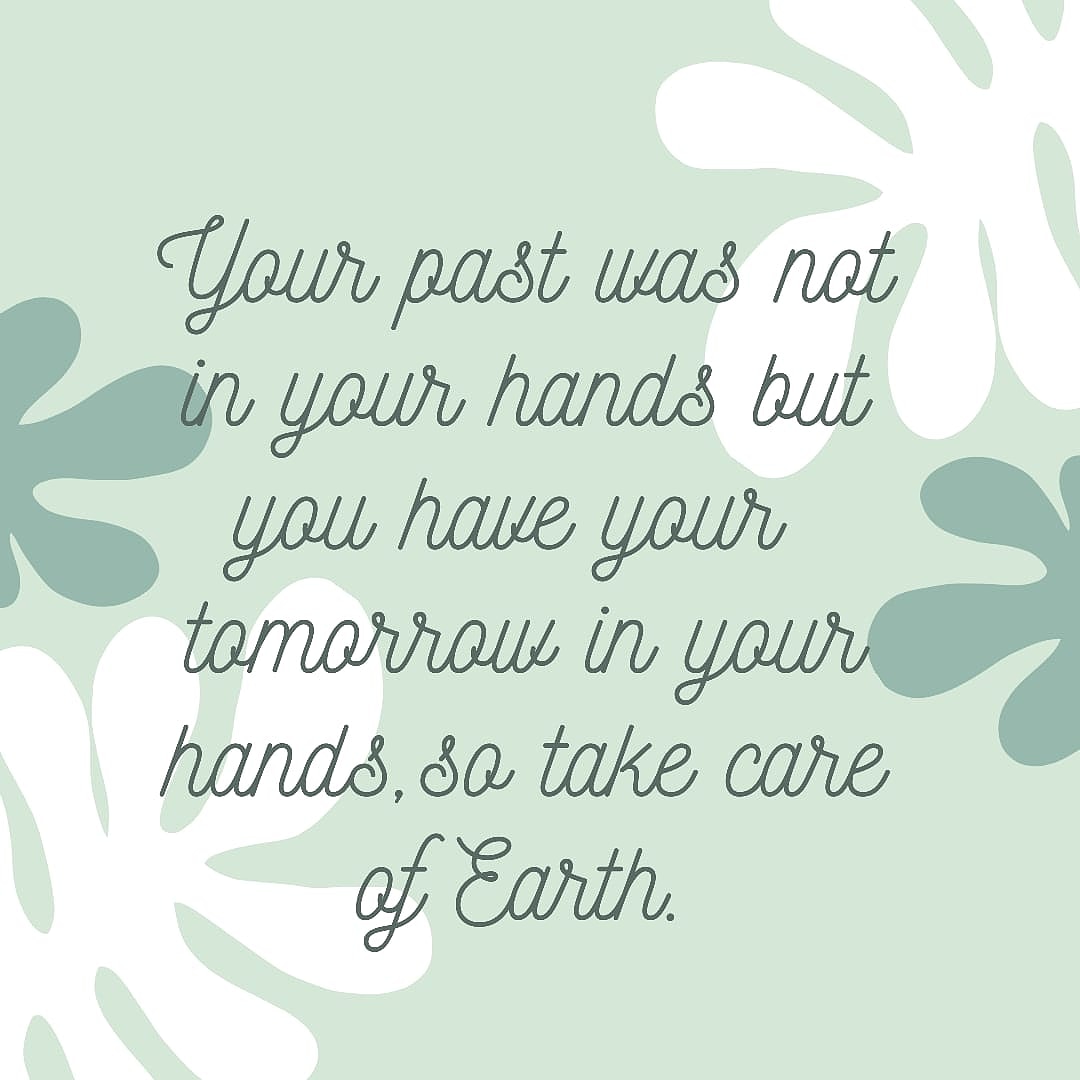 Your past was not
in your hands but
you have your
tomorrow in your
hands, so take care
of Earth.